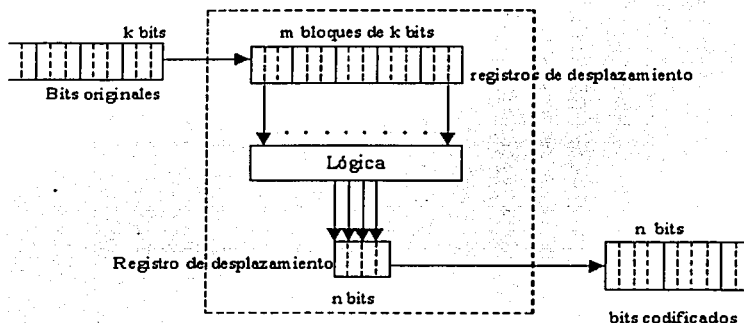 k bits
m bloques de k bits
registros de desplazamiento
Bits originales
Lógica
n bits
Registro de desplazamiento
n bits
bits codificados